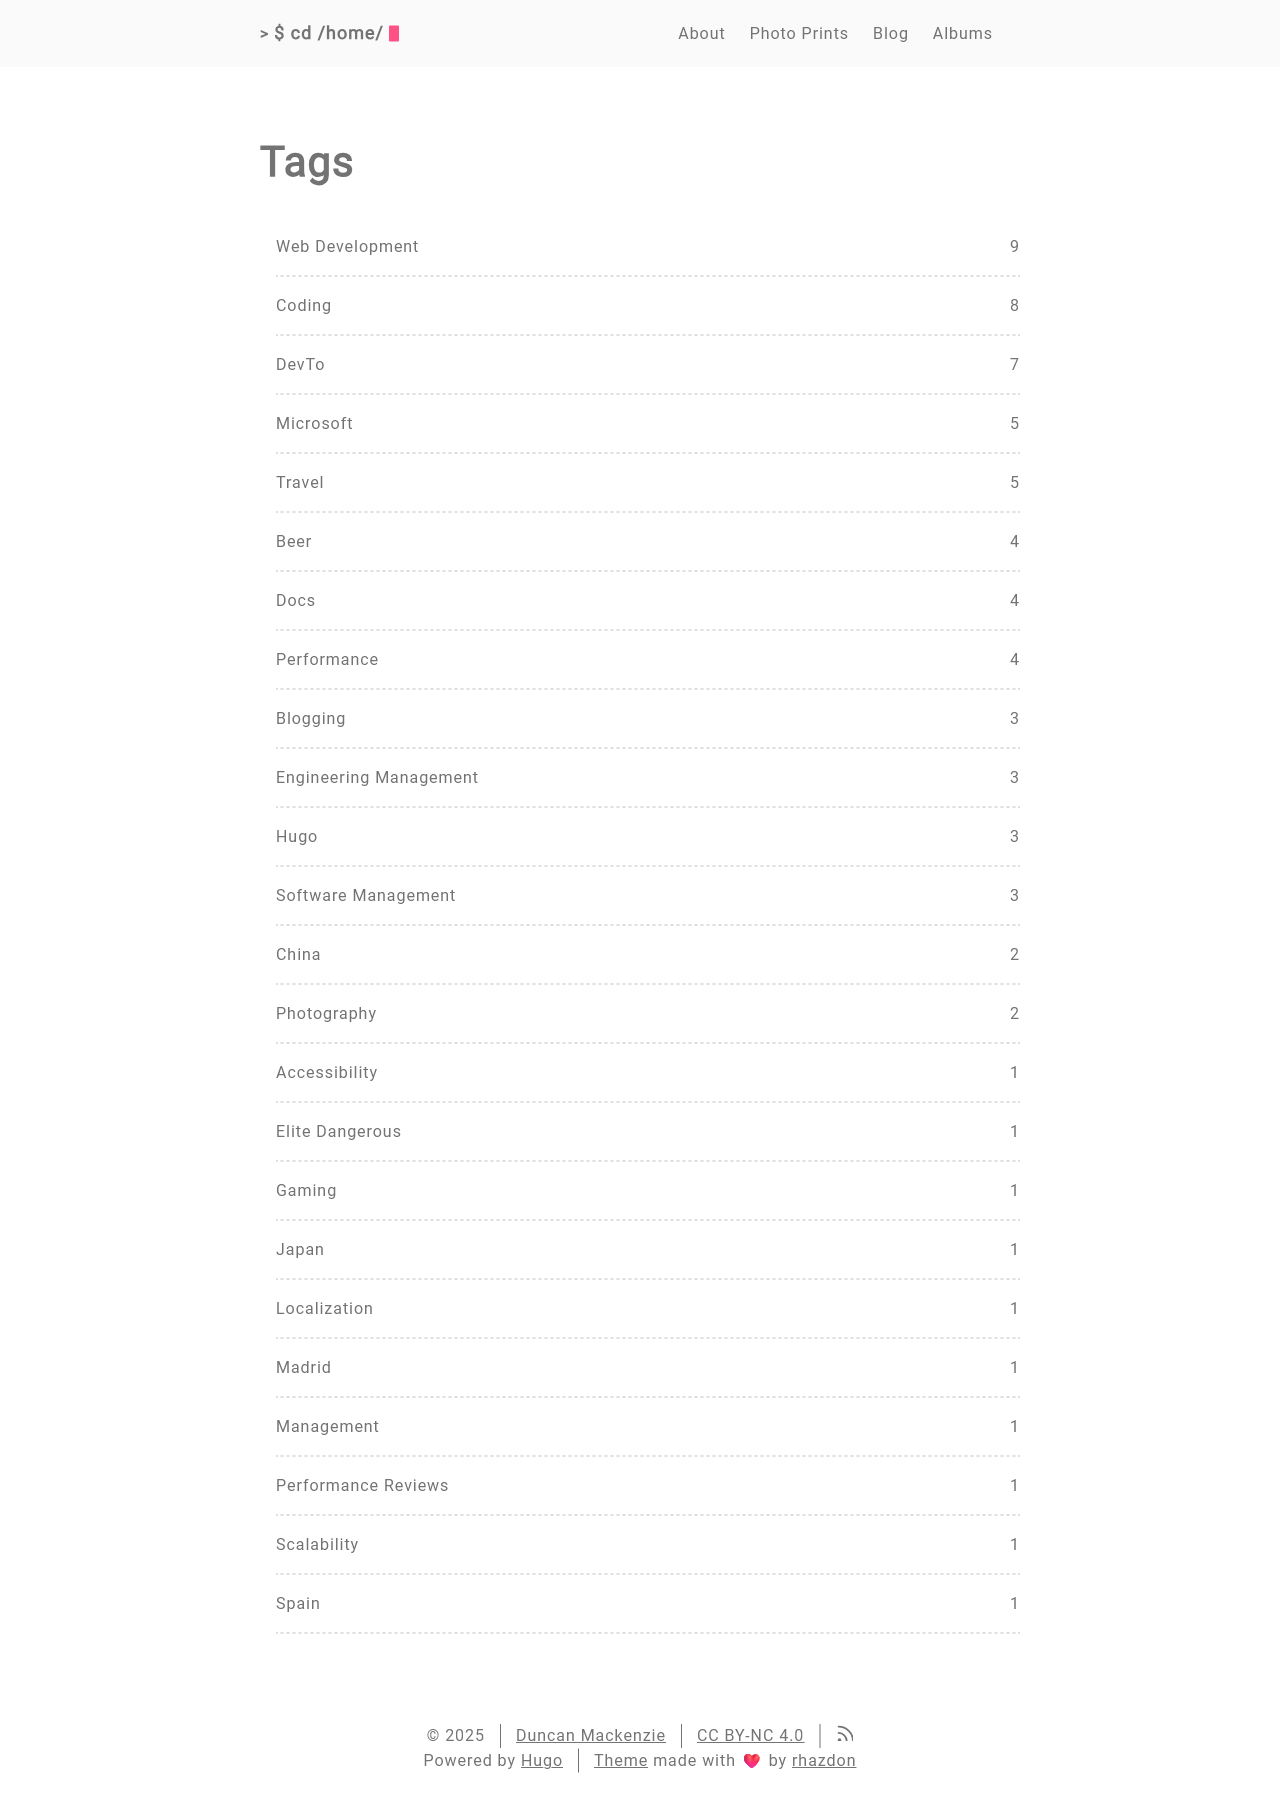 > $ cd /home/
About Photo Prints Blog Albums
Tags
Web Development 9
Coding 8
DevTo 7
Microsoft 5
Travel 5
Beer 4
Docs 4
Performance 4
Blogging 3
Engineering Management 3
Hugo 3
Software Management 3
China 2
Photography 2
Accessibility 1
Elite Dangerous 1
Gaming 1
Japan 1
Localization 1
Madrid 1
Management 1
Performance Reviews 1
Scalability 1
Spain 1
© 2025 Duncan Mackenzie CC BY-NC 4.0
Powered by Hugo Theme made with by rhazdon